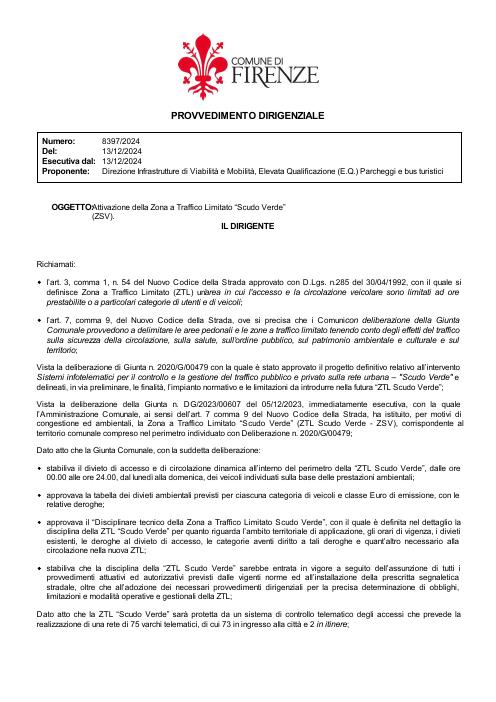 COMUNE DI
FIRENZE
PROVVEDIMENTO DIRIGENZIALE
Numero: 8397/2024
Del: 13/12/2024
Esecutiva dal: 13/12/2024
Proponente: Direzione Infrastrutture di Viabilità e Mobilità, Elevata Qualificazione (E.Q.) Parcheggi e bus turistici
OGGETTO:Attivazione della Zona a Traffico Limitato “Scudo Verde”
(ZSV).
IL DIRIGENTE
Richiamati:
• l’art. 3, comma 1, n. 54 del Nuovo Codice della Strada approvato con D.Lgs. n.285 del 30/04/1992, con il quale si
definisce Zona a Traffico Limitato (ZTL) un'area in cui l’accesso e la circolazione veicolare sono limitati ad ore
prestabilite o a particolari categorie di utenti e di veicoli;
• l’art. 7, comma 9, del Nuovo Codice della Strada, ove si precisa che i Comuni con deliberazione della Giunta
Comunale provvedono a delimitare le aree pedonali e le zone a traffico limitato tenendo conto degli effetti del traffico
sulla sicurezza della circolazione, sulla salute, sull’ordine pubblico, sul patrimonio ambientale e culturale e sul
territorio;
Vista la deliberazione di Giunta n. 2020/G/00479 con la quale è stato approvato il progetto definitivo relativo all’intervento
Sistemi infotelematici per il controllo e la gestione del traffico pubblico e privato sulla rete urbana – "Scudo Verde" e
delineati, in via preliminare, le finalità, l’impianto normativo e le limitazioni da introdurre nella futura “ZTL Scudo Verde”;
Vista la deliberazione della Giunta n. DG/2023/00607 del 05/12/2023, immediatamente esecutiva, con la quale
l’Amministrazione Comunale, ai sensi dell’art. 7 comma 9 del Nuovo Codice della Strada, ha istituito, per motivi di
congestione ed ambientali, la Zona a Traffico Limitato “Scudo Verde” (ZTL Scudo Verde - ZSV), corrispondente al
territorio comunale compreso nel perimetro individuato con Deliberazione n. 2020/G/00479;
Dato atto che la Giunta Comunale, con la suddetta deliberazione:
• stabiliva il divieto di accesso e di circolazione dinamica all’interno del perimetro della “ZTL Scudo Verde”, dalle ore
00.00 alle ore 24.00, dal lunedì alla domenica, dei veicoli individuati sulla base delle prestazioni ambientali;
• approvava la tabella dei divieti ambientali previsti per ciascuna categoria di veicoli e classe Euro di emissione, con le
relative deroghe;
• approvava il “Disciplinare tecnico della Zona a Traffico Limitato Scudo Verde”, con il quale è definita nel dettaglio la
disciplina della ZTL “Scudo Verde” per quanto riguarda l’ambito territoriale di applicazione, gli orari di vigenza, i divieti
esistenti, le deroghe al divieto di accesso, le categorie aventi diritto a tali deroghe e quant’altro necessario alla
circolazione nella nuova ZTL;
• stabiliva che la disciplina della “ZTL Scudo Verde” sarebbe entrata in vigore a seguito dell’assunzione di tutti i
provvedimenti attuativi ed autorizzativi previsti dalle vigenti norme ed all’installazione della prescritta segnaletica
stradale, oltre che all’adozione dei necessari provvedimenti dirigenziali per la precisa determinazione di obblighi,
limitazioni e modalità operative e gestionali della ZTL;
Dato atto che la ZTL “Scudo Verde” sarà protetta da un sistema di controllo telematico degli accessi che prevede la
realizzazione di una rete di 75 varchi telematici, di cui 73 in ingresso alla città e 2 in itinere;